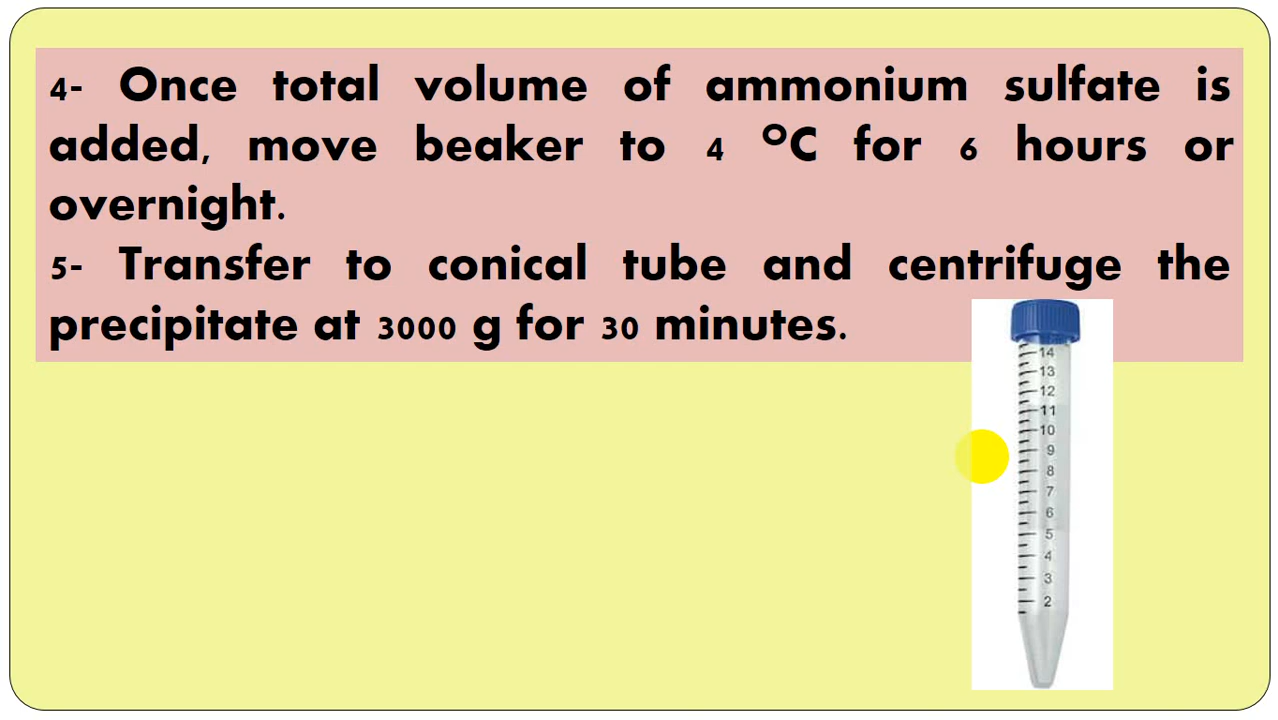 4- Once total volume of ammonium sulfate is
added, move beaker to 4 ºC for 6 hours or
overnight.
5- Transfer to conical tube and centrifuge the
precipitate at 3000 g for 30 minutes.
14
13
12
11
10
9
8
7
6
5
4
3
2